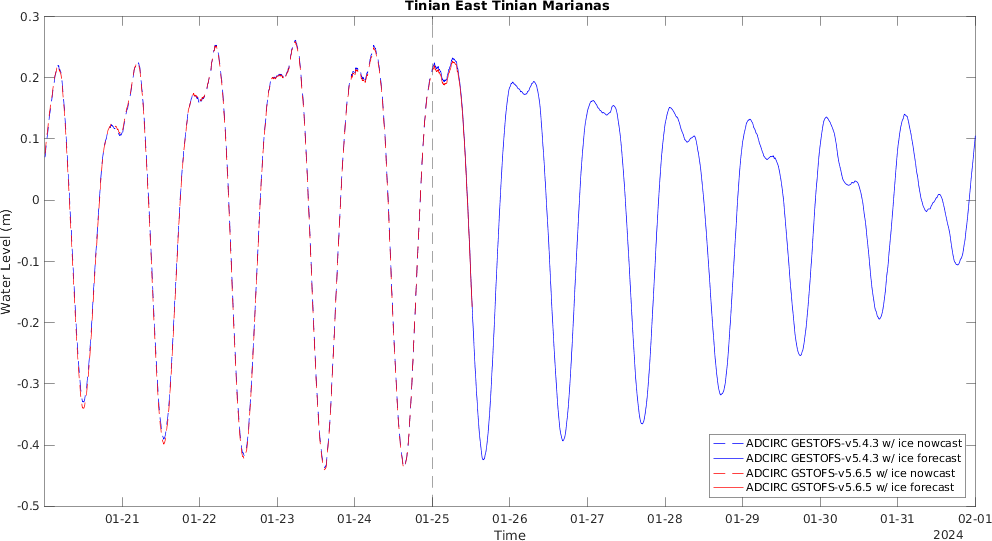 Tinian East Tinian Marianas
0.3
0.2
0.1
0
-0.1
-0.2
-0.3
-0.4
-0.5
Water Level (m)
01-21 01-22 01-23 01-24 01-25 01-26 01-27 01-28 01-29 01-30 01-31 02-01
Time
2024
ADCIRC GESTOFS-v5.4.3 w/ ice nowcast
ADCIRC GESTOFS-v5.4.3 w/ ice forecast
ADCIRC GSTOFS-v5.6.5 w/ ice nowcast
ADCIRC GSTOFS-v5.6.5 w/ ice forecast